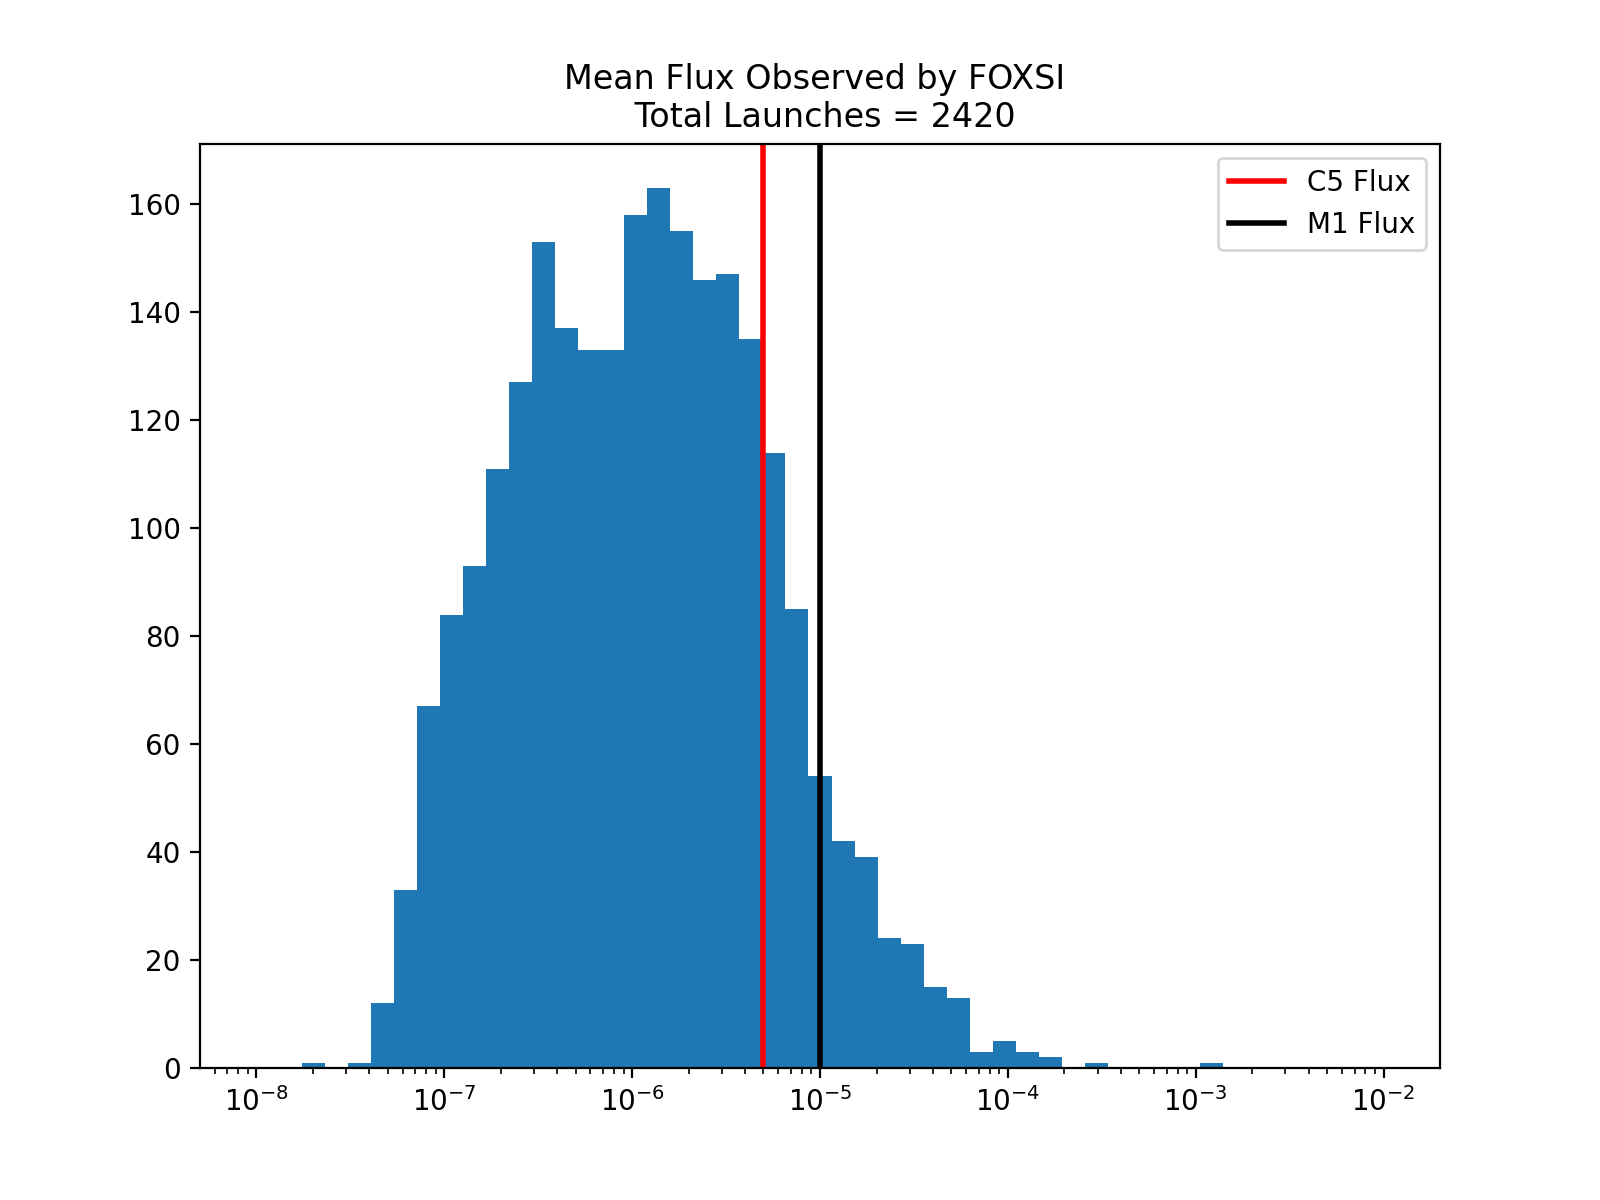 Mean Flux Observed by FOXSI
Total Launches = 2420
C5 Flux
M1 Flux
160
140
120
100
80
60
40
20
0
10⁻⁸ 10⁻⁷ 10⁻⁶ 10⁻⁵ 10⁻⁴ 10⁻³ 10⁻²